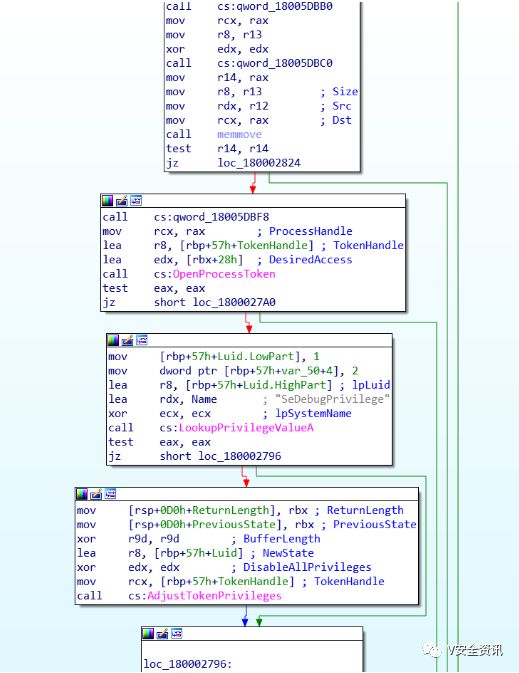 call cs:qword_18005DBB0
mov rcx, rax
mov r8, r13
xor edx, edx
call cs:qword_18005DBC0
mov r14, rax
mov r8, r13 ; Size
mov rdx, r12 ; Src
mov rcx, rax ; Dst
call memmove
test r14, r14
jz loc_180002824
call cs:qword_18005DBF8
mov rcx, rax ; ProcessHandle
lea r8, [rbp+57h+TokenHandle] ; TokenHandle
lea edx, [rbx+28h] ; DesiredAccess
call cs:OpenProcessToken
test eax, eax
jz short loc_1800027A0
mov [rbp+57h+Luid.LowPart], 1
mov dword ptr [rbp+57h+var_50+4], 2
lea r8, [rbp+57h+Luid.HighPart] ; lpLuid
lea rdx, Name ; "SeDebugPrivilege"
xor ecx, ecx ; lpSystemName
call cs:LookupPrivilegeValueA
test eax, eax
jz short loc_180002796
mov [rsp+0D0h+ReturnLength], rbx ; ReturnLength
mov [rsp+0D0h+PreviousState], rbx ; PreviousState
xor r9d, r9d ; BufferLength
lea r8, [rbp+57h+Luid] ; NewState
xor edx, edx ; DisableAllPrivileges
mov rcx, [rbp+57h+TokenHandle] ; TokenHandle
call cs:AdjustTokenPrivileges
loc_180002796:
V安全资讯